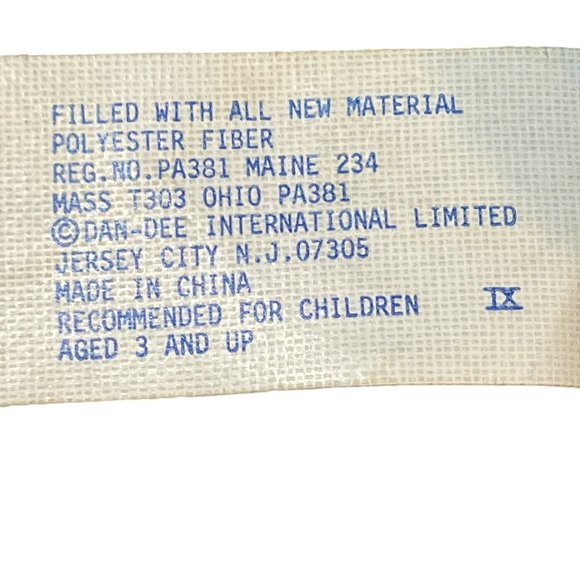 FILLED WITH ALL NEW MATERIAL
POLYESTER FIBER
REG.NO.PA381 MAINE 234
MASS T303 OHIO PA381
©DAN-DEE INTERNATIONAL LIMITED
JERSEY CITY N.J.07305
MADE IN CHINA
RECOMMENDED FOR CHILDREN IX
AGED 3 AND UP